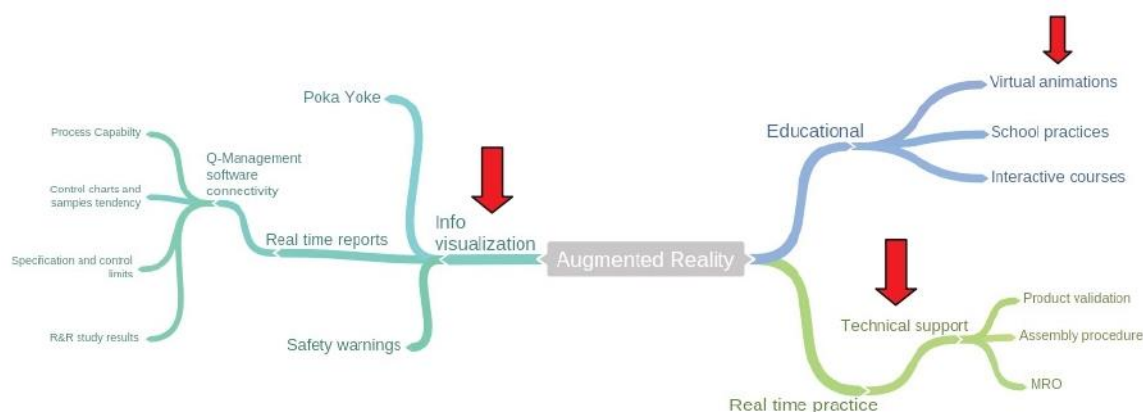 Augmented Reality
Info
visualization
Poka Yoke
Real time reports
Q-Management
software
connectivity
Process Capabilty
Control charts and
samples tendency
Specification and control
limits
R&R study results
Safety warnings
Educational
Virtual animations
School practices
Interactive courses
Real time practice
Technical support
Product validation
Assembly procedure
MRO